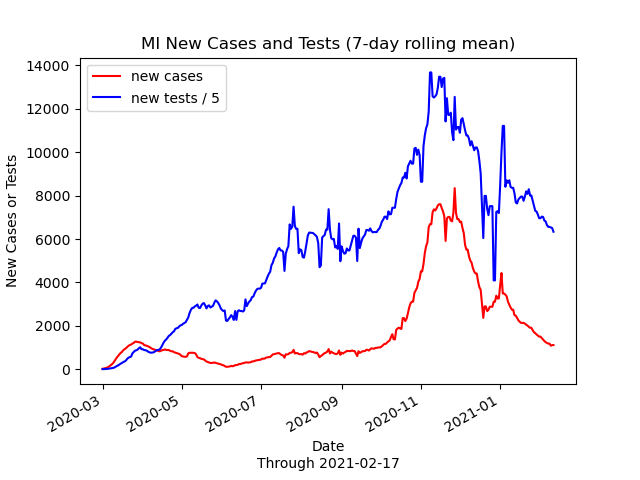 MI New Cases and Tests (7-day rolling mean)
new cases
new tests / 5
14000
12000
10000
8000
6000
4000
2000
0
New Cases or Tests
2020-03
2020-05
2020-07
2020-09
2020-11
2021-01
Date
Through 2021-02-17